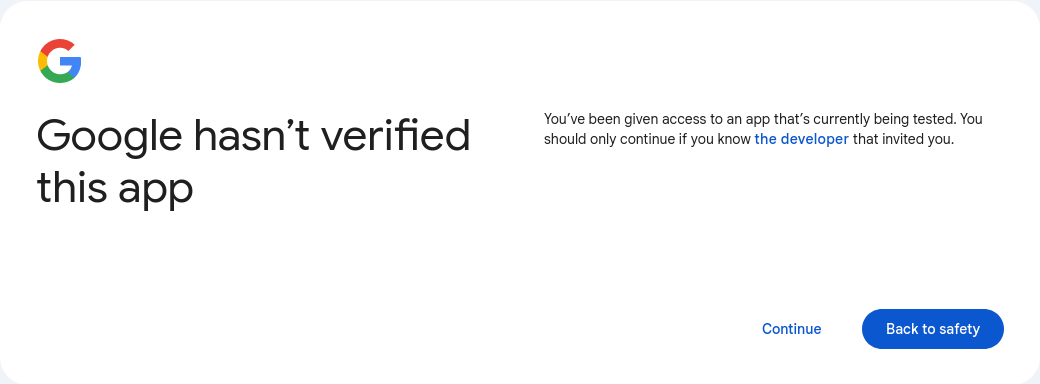 Google hasn’t verified
this app
You’ve been given access to an app that’s currently being tested. You
should only continue if you know the developer that invited you.
Continue
Back to safety